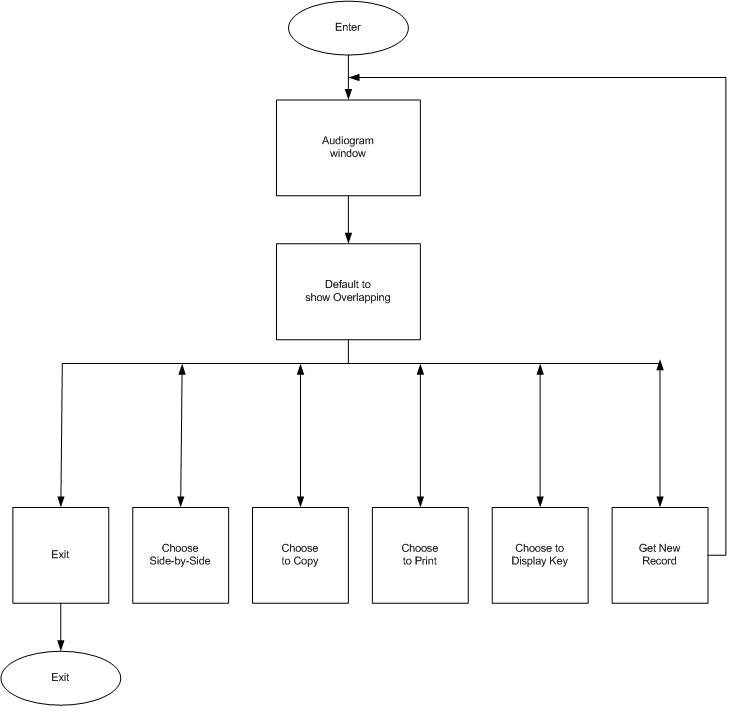 Enter
Audiogram
window
Default to
show Overlapping
Exit
Choose
Side-by-Side
Choose
to Copy
Choose
to Print
Choose to
Display Key
Get New
Record
Exit